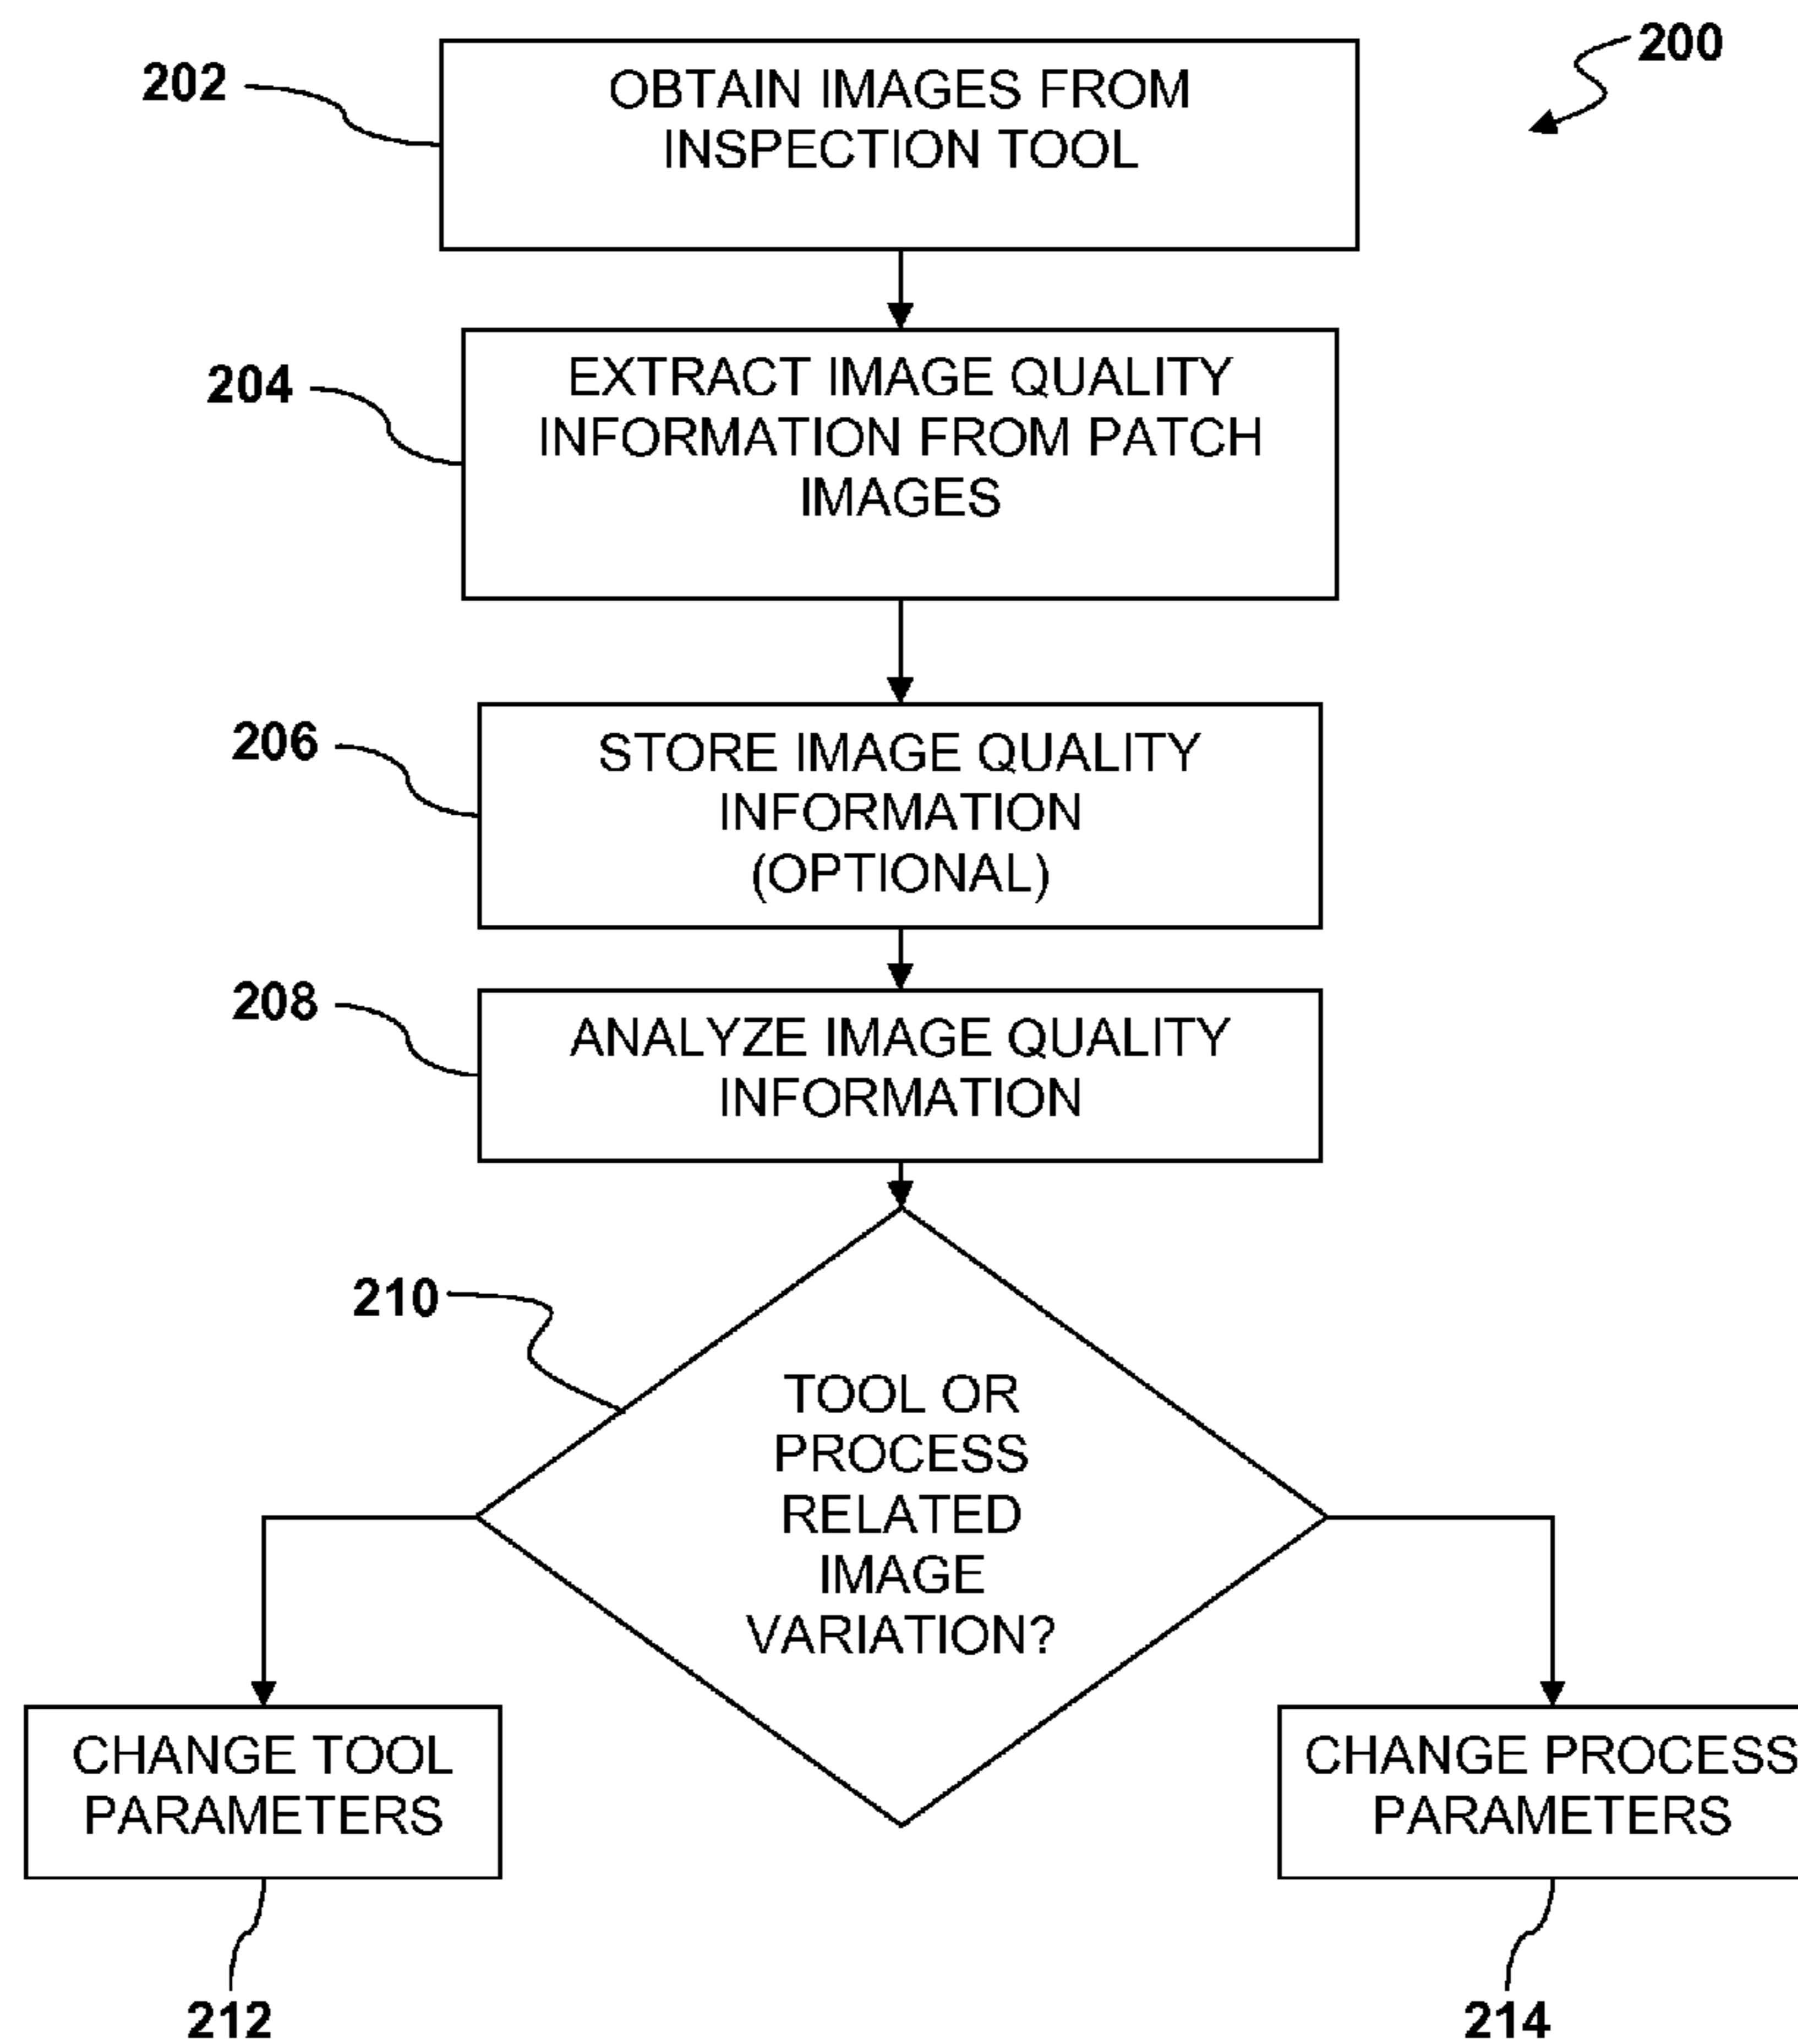 200
202
OBTAIN IMAGES FROM
INSPECTION TOOL
204
EXTRACT IMAGE QUALITY
INFORMATION FROM PATCH
IMAGES
206
STORE IMAGE QUALITY
INFORMATION
(OPTIONAL)
208
ANALYZE IMAGE QUALITY
INFORMATION
210
TOOL OR
PROCESS
RELATED
IMAGE
VARIATION?
CHANGE TOOL
PARAMETERS
212
CHANGE PROCESS
PARAMETERS
214